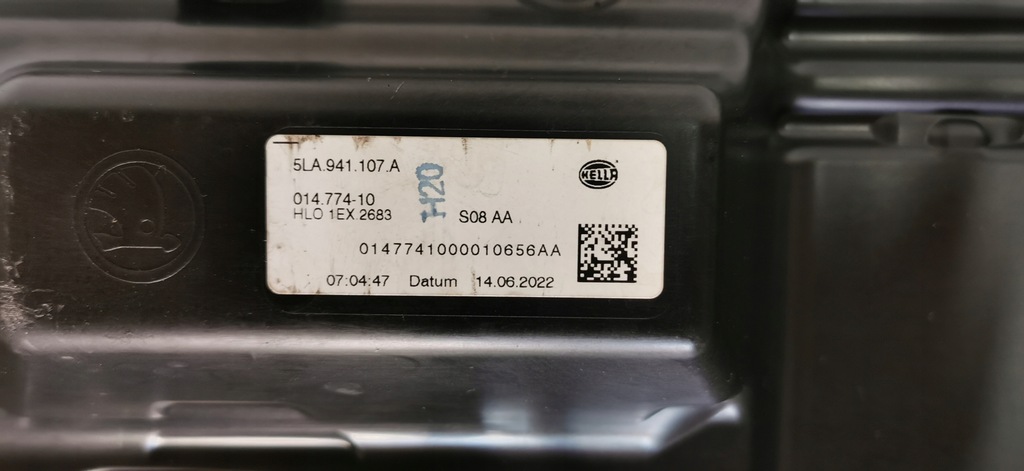 5LA.941.107.A
HELLA
014.774-10
H20
HLO 1EX 2683
S08 AA
0147741000010656AA
07:04:47 Datum 14.06.2022